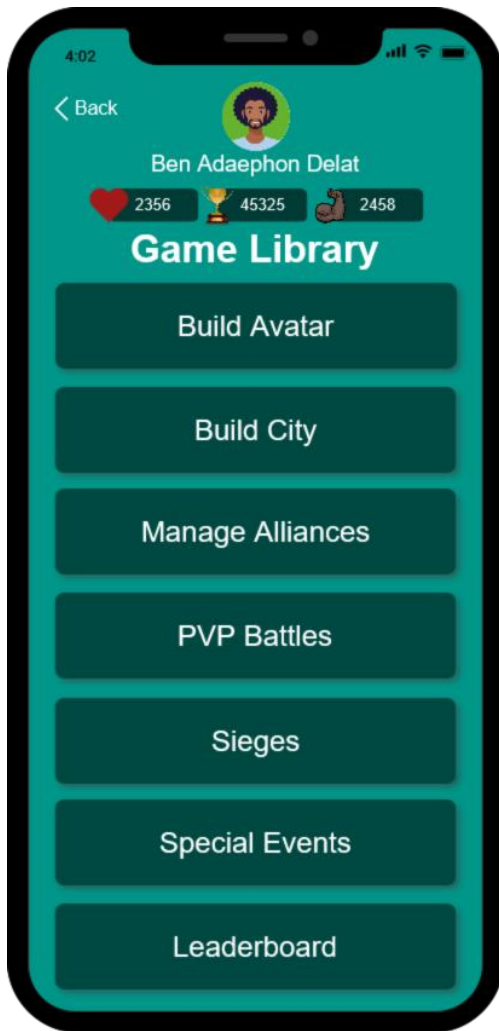 4:02
Back
Ben Adaephon Delat
2356 45325 2458
Game Library
Build Avatar
Build City
Manage Alliances
PVP Battles
Sieges
Special Events
Leaderboard